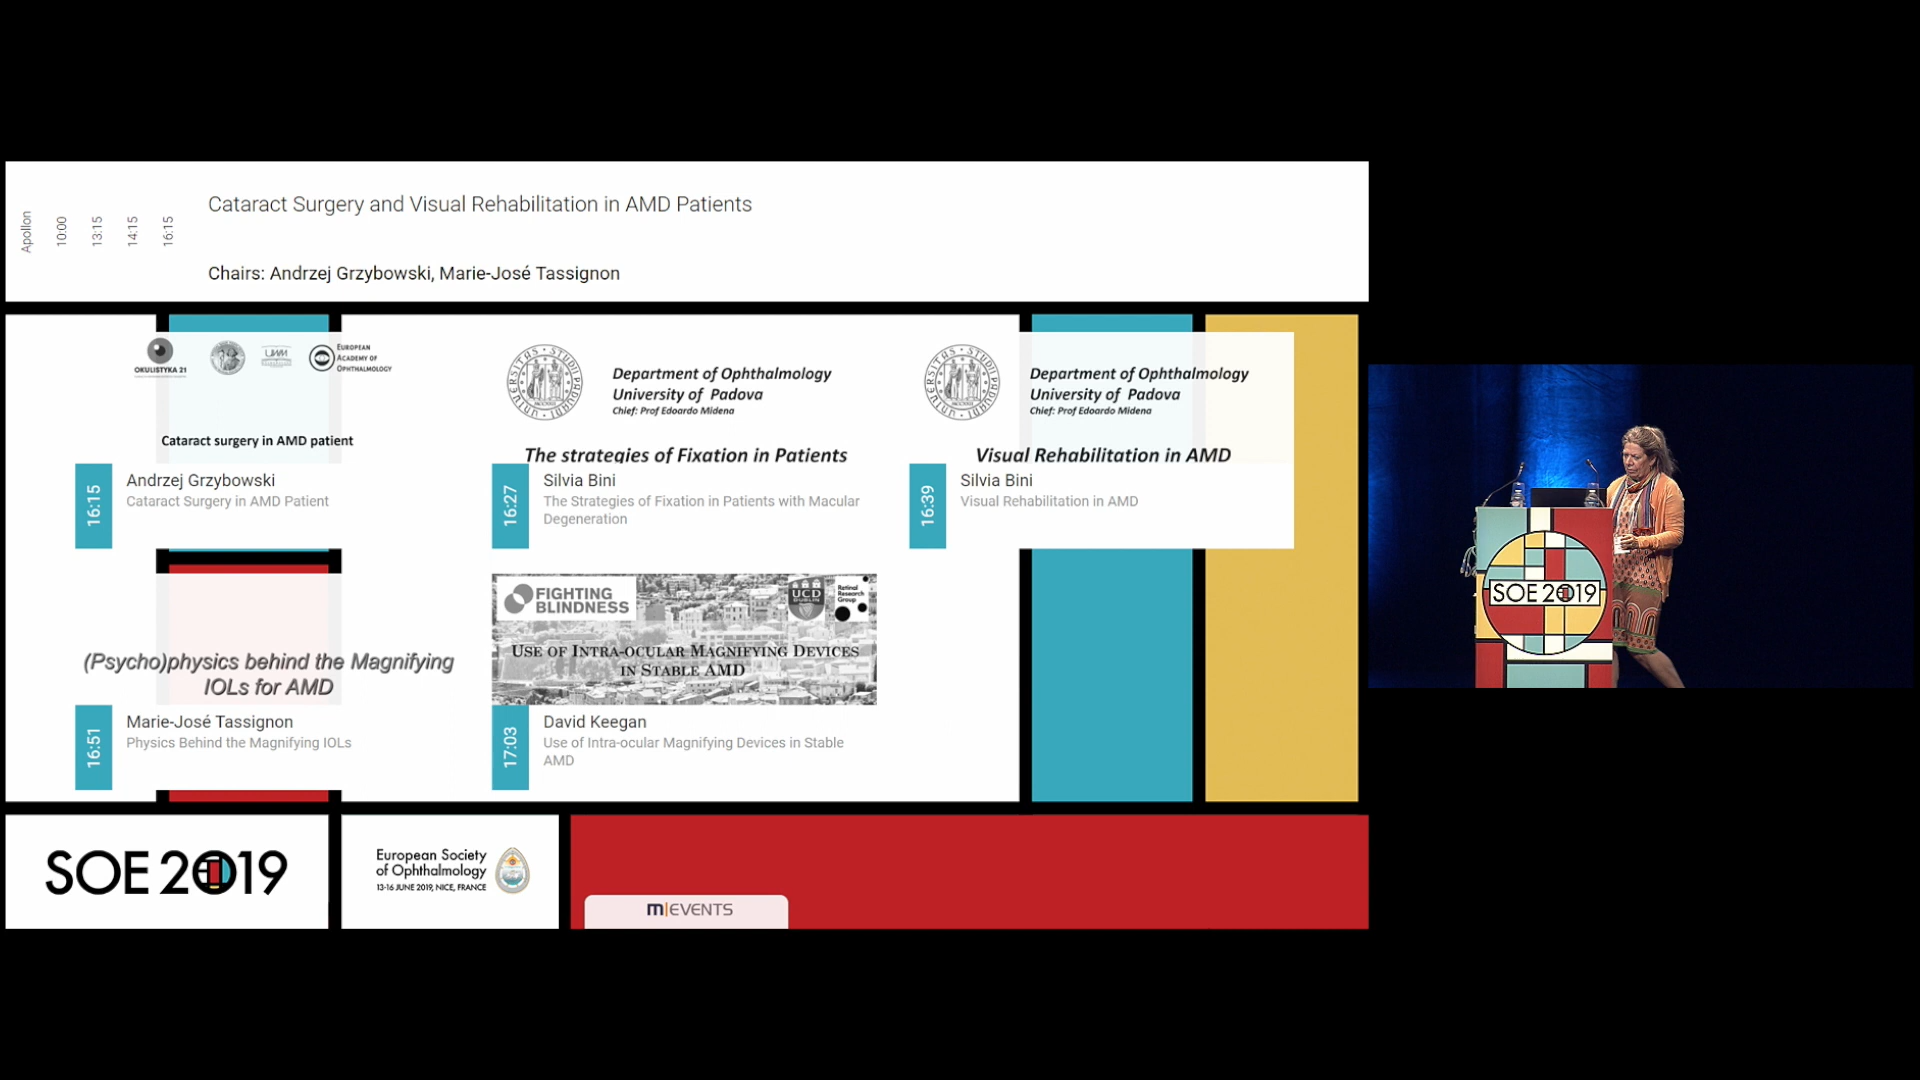 Apollon
10:00
13:15
14:15
16:15
Cataract Surgery and Visual Rehabilitation in AMD Patients
Chairs: Andrzej Grzybowski, Marie-José Tassignon
OKULISTYKA 21
UWM
EUROPEAN
ACADEMY OF
OPHTHALMOLOGY
Cataract surgery in AMD patient
16:15
Andrzej Grzybowski
Cataract Surgery in AMD Patient
Department of Ophthalmology
University of Padova
Chief: Prof Edoardo Midena
The strategies of Fixation in Patients
16:27
Silvia Bini
The Strategies of Fixation in Patients with Macular
Degeneration
Department of Ophthalmology
University of Padova
Chief: Prof Edoardo Midena
Visual Rehabilitation in AMD
16:39
Silvia Bini
Visual Rehabilitation in AMD
(Psycho)physics behind the Magnifying
IOLs for AMD
16:51
Marie-José Tassignon
Physics Behind the Magnifying IOLs
FIGHTING
BLINDNESS
UCD
DUBLIN
Retinal
Research
Group
USE OF INTRA-OCULAR MAGNIFYING DEVICES
IN STABLE AMD
17:03
David Keegan
Use of Intra-ocular Magnifying Devices in Stable
AMD
SOE 2019
European Society
of Ophthalmology
13-16 JUNE 2019, NICE, FRANCE
m|EVENTS
SOE 2019